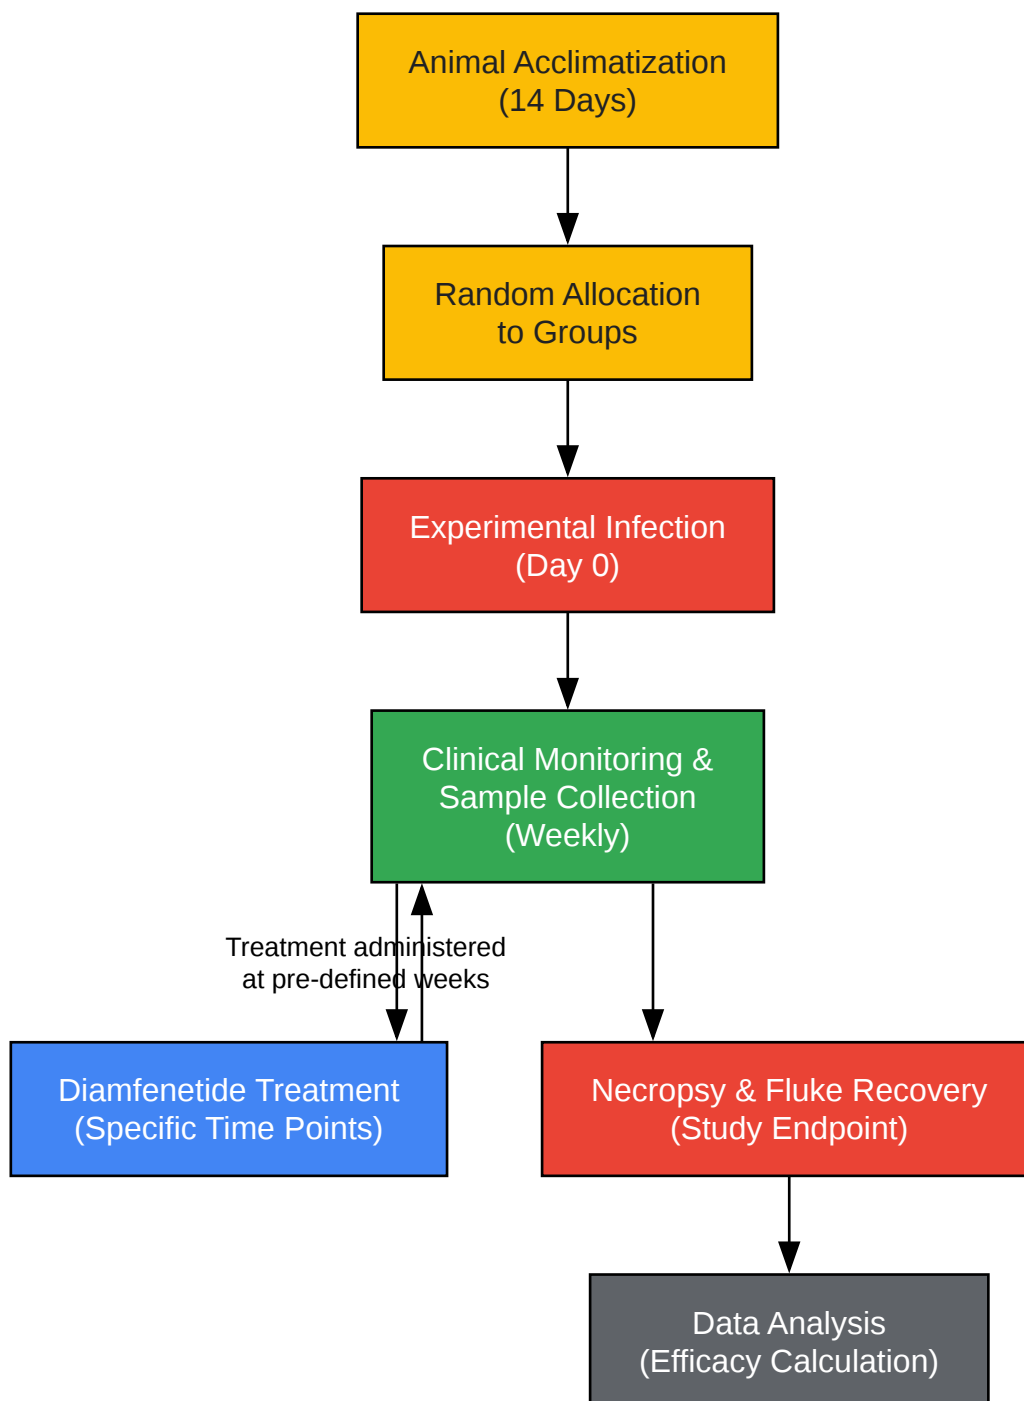 Animal Acclimatization
(14 Days)
Random Allocation
to Groups
Experimental Infection
(Day 0)
Clinical Monitoring &
Sample Collection
(Weekly)
Treatment administered
at pre-defined weeks
Diamfenetide Treatment
(Specific Time Points)
Necropsy & Fluke Recovery
(Study Endpoint)
Data Analysis
(Efficacy Calculation)